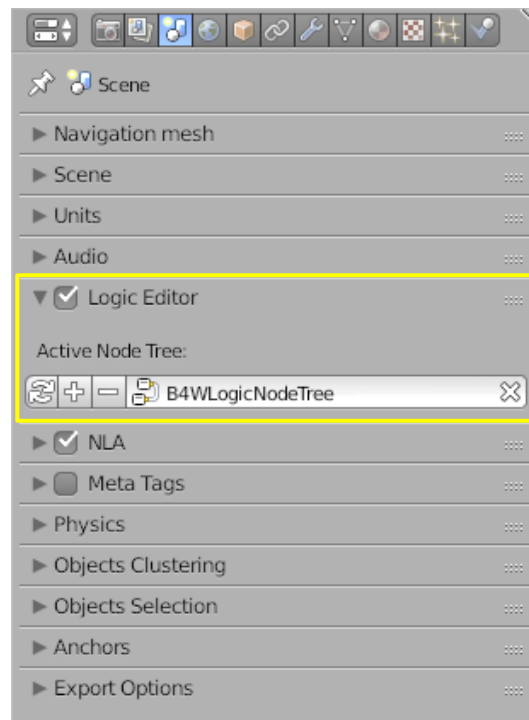 Scene
Navigation mesh
Scene
Units
Audio
Logic Editor
Active Node Tree:
B4WLogicNodeTree
NLA
Meta Tags
Physics
Objects Clustering
Objects Selection
Anchors
Export Options